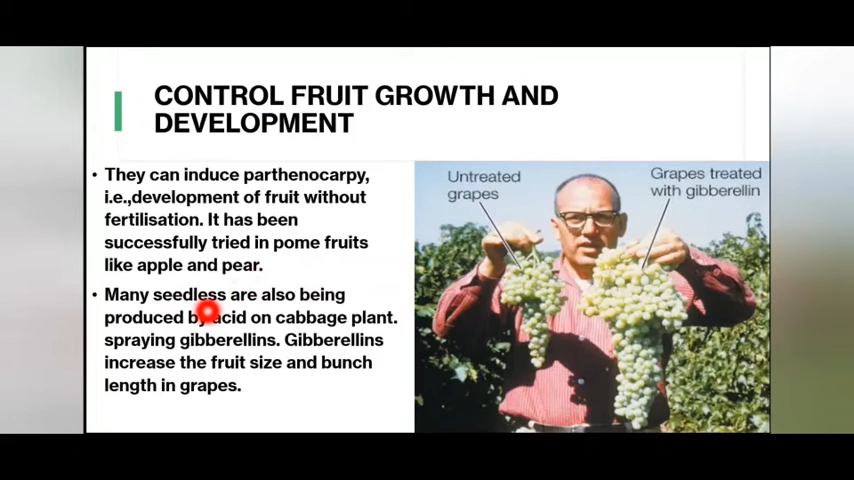 CONTROL FRUIT GROWTH AND
DEVELOPMENT
• They can induce parthenocarpy,
i.e.,development of fruit without
fertilisation. It has been
successfully tried in pome fruits
like apple and pear.
• Many seedless are also being
produced by acid on cabbage plant.
spraying gibberellins. Gibberellins
increase the fruit size and bunch
length in grapes.
Untreated
grapes
Grapes treated
with gibberellin